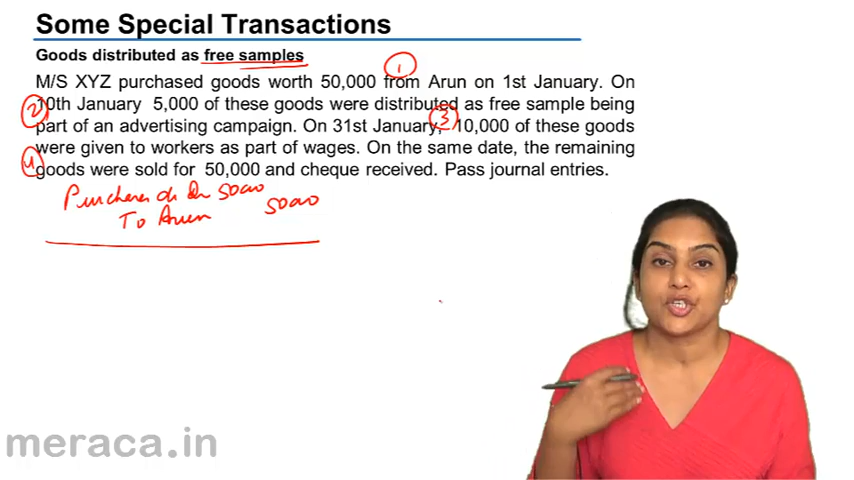 Some Special Transactions
Goods distributed as free samples
1
M/S XYZ purchased goods worth 50,000 from Arun on 1st January. On
2
10th January 5,000 of these goods were distributed as free sample being
3
part of an advertising campaign. On 31st January, 10,000 of these goods
were given to workers as part of wages. On the same date, the remaining
4
goods were sold for 50,000 and cheque received. Pass journal entries.
Purchases a/c Dr 50000
To Arun 50000
meraca.in